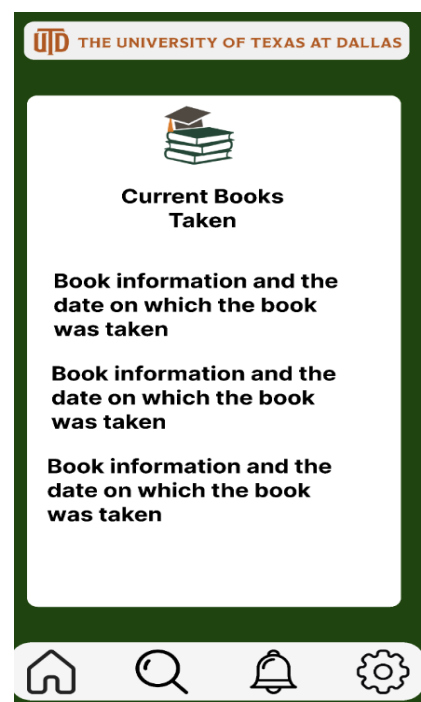 UTD THE UNIVERSITY OF TEXAS AT DALLAS
Current Books
Taken
Book information and the
date on which the book
was taken
Book information and the
date on which the book
was taken
Book information and the
date on which the book
was taken